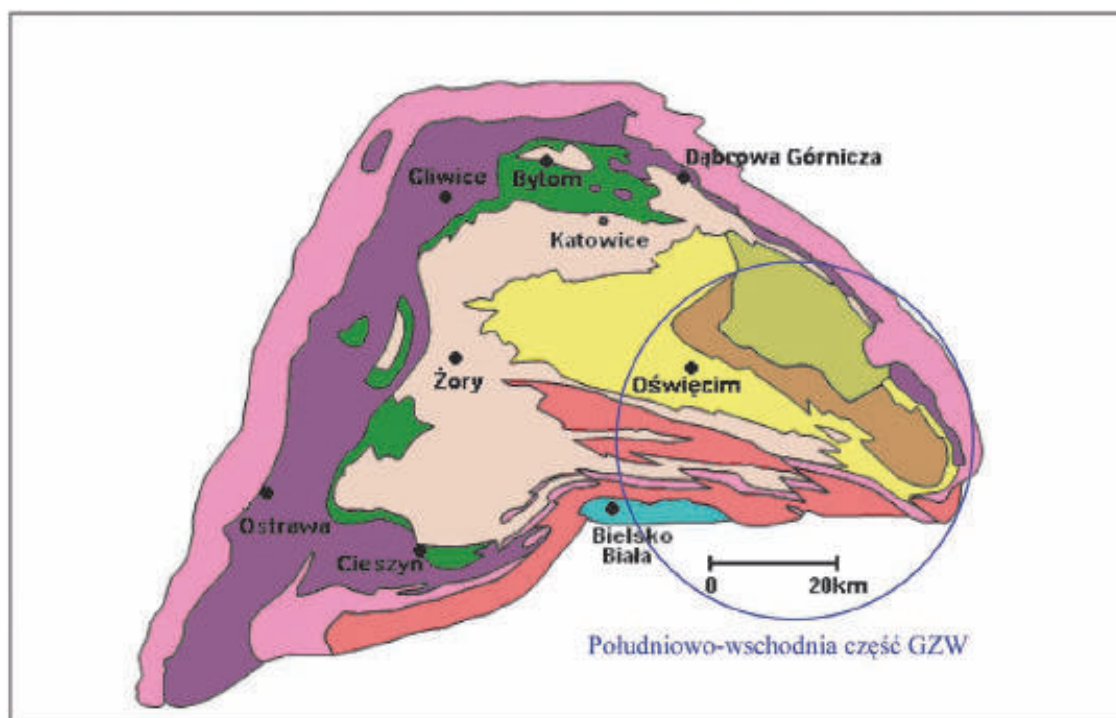 Dąbrowa Górnicza
Gliwice
Bytom
Katowice
Żory
Oświęcim
Ostrawa
Cieszyn
Bielsko
Biała
0 20km
Południowo-wschodnia część GZW